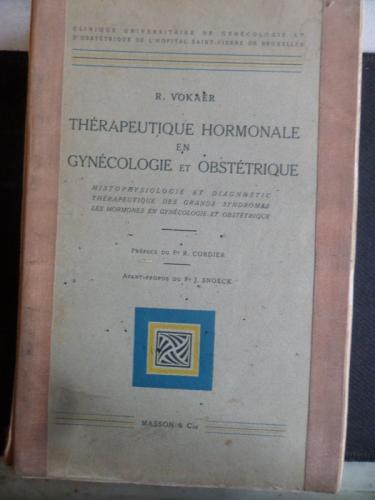 CLINIQUE UNIVERSITAIRE DE GYNÉCOLOGIE ET
D'OBSTÉTRIQUE DE L'HOPITAL SAINT-PIERRE DE BRUXELLES
R. VOKAER
THÉRAPEUTIQUE HORMONALE
EN
GYNÉCOLOGIE ET OBSTÉTRIQUE
HISTOPHYSIOLOGIE ET DIAGNOSTIC
THÉRAPEUTIQUE DES GRANDS SYNDROMES
LES HORMONES EN GYNÉCOLOGIE ET OBSTÉTRIQUE
PRÉFACE DU Pr R. CORDIER
AVANT-PROPOS DU Pr J. SNOECK
MASSON & Cie